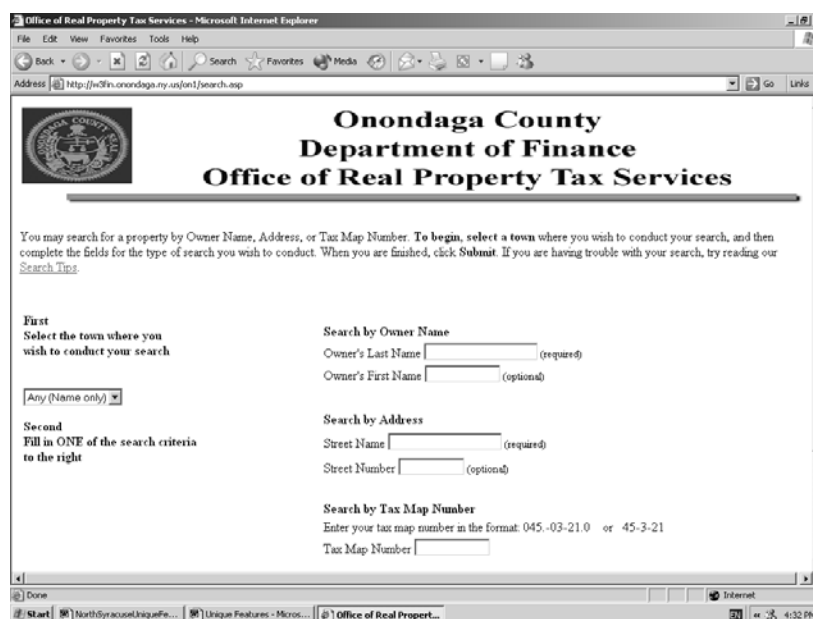 Office of Real Property Tax Services - Microsoft Internet Explorer
File Edit View Favorites Tools Help
Back Search Favorites Media
Address http://w3fin.onondaga.ny.us/on1/search.asp Go Links
COUNTY
Onondaga County
Department of Finance
Office of Real Property Tax Services
You may search for a property by Owner Name, Address, or Tax Map Number. To begin, select a town where you wish to conduct your search, and then
complete the fields for the type of search you wish to conduct. When you are finished, click Submit. If you are having trouble with your search, try reading our
Search Tips.
First
Select the town where you
wish to conduct your search
Any (Name only)
Second
Fill in ONE of the search criteria
to the right
Search by Owner Name
Owner's Last Name (required)
Owner's First Name (optional)
Search by Address
Street Name (required)
Street Number (optional)
Search by Tax Map Number
Enter your tax map number in the format: 045.-03-21.0 or 45-3-21
Tax Map Number
Done Internet
Start NorthSyracuseUniqueFe... Unique Features - Micros... Office of Real Propert... EN 4:32 PM